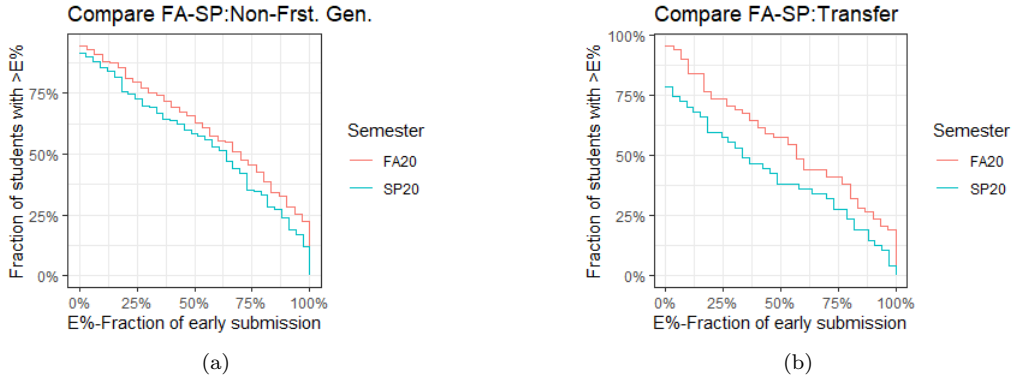 Compare FA-SP:Non-Frst. Gen.
Fraction of students with >E%
75%
50%
25%
0%
0% 25% 50% 75% 100%
E%-Fraction of early submission
Semester
FA20
SP20
(a)
Compare FA-SP:Transfer
Fraction of students with >E%
100%
75%
50%
25%
0%
0% 25% 50% 75% 100%
E%-Fraction of early submission
Semester
FA20
SP20
(b)